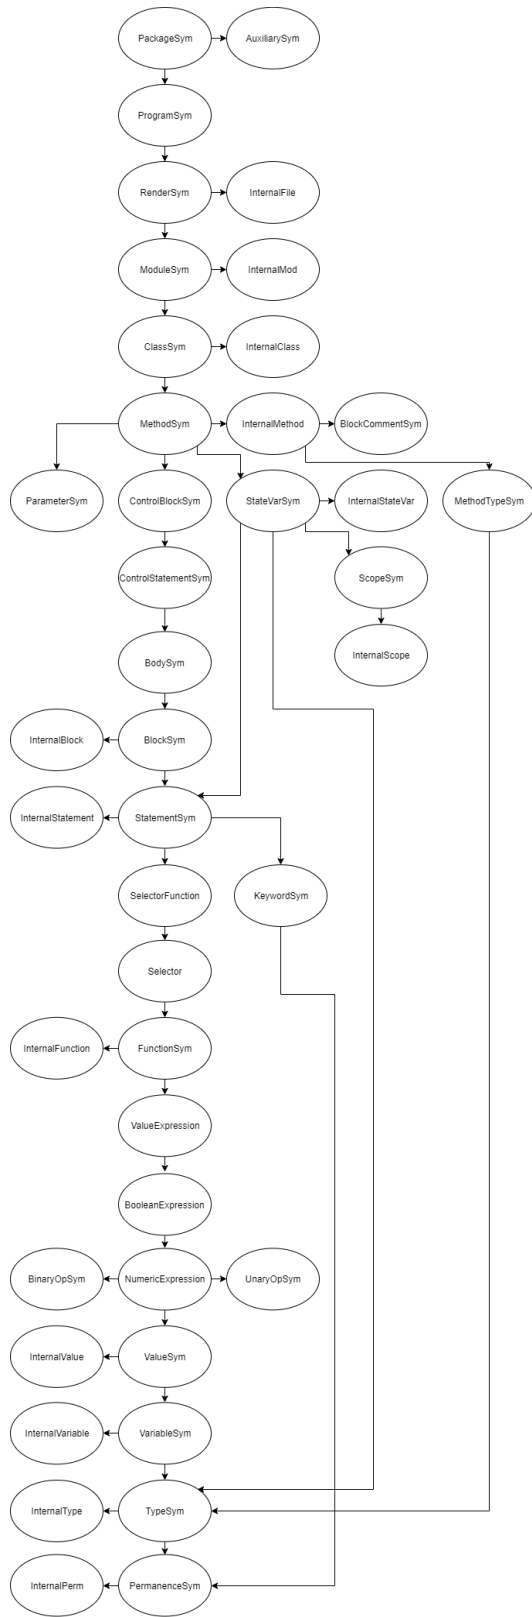 PackageSym
AuxiliarySym
ProgramSym
RenderSym
InternalFile
ModuleSym
InternalMod
ClassSym
InternalClass
MethodSym
InternalMethod
BlockCommentSym
ParameterSym
ControlBlockSym
StateVarSym
InternalStateVar
MethodTypeSym
ControlStatementSym
ScopeSym
BodySym
InternalScope
InternalBlock
BlockSym
InternalStatement
StatementSym
SelectorFunction
KeywordSym
Selector
InternalFunction
FunctionSym
ValueExpression
BooleanExpression
BinaryOpSym
NumericExpression
UnaryOpSym
InternalValue
ValueSym
InternalVariable
VariableSym
InternalType
TypeSym
InternalPerm
PermanenceSym